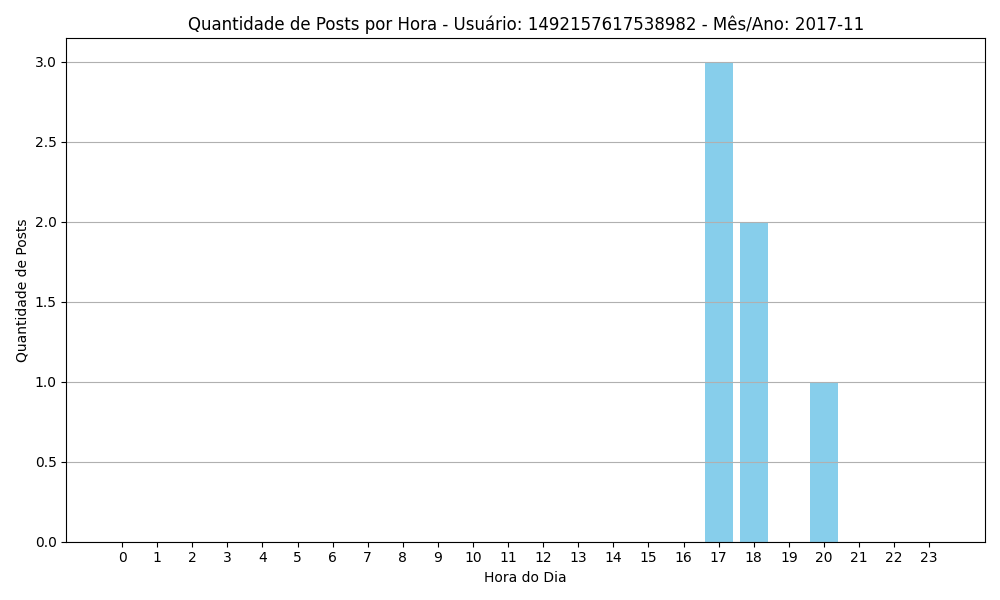 Quantidade de Posts por Hora - Usuário: 1492157617538982 - Mês/Ano: 2017-11
3.0
2.5
2.0
1.5
1.0
0.5
0.0
Quantidade de Posts
0 1 2 3 4 5 6 7 8 9 10 11 12 13 14 15 16 17 18 19 20 21 22 23
Hora do Dia